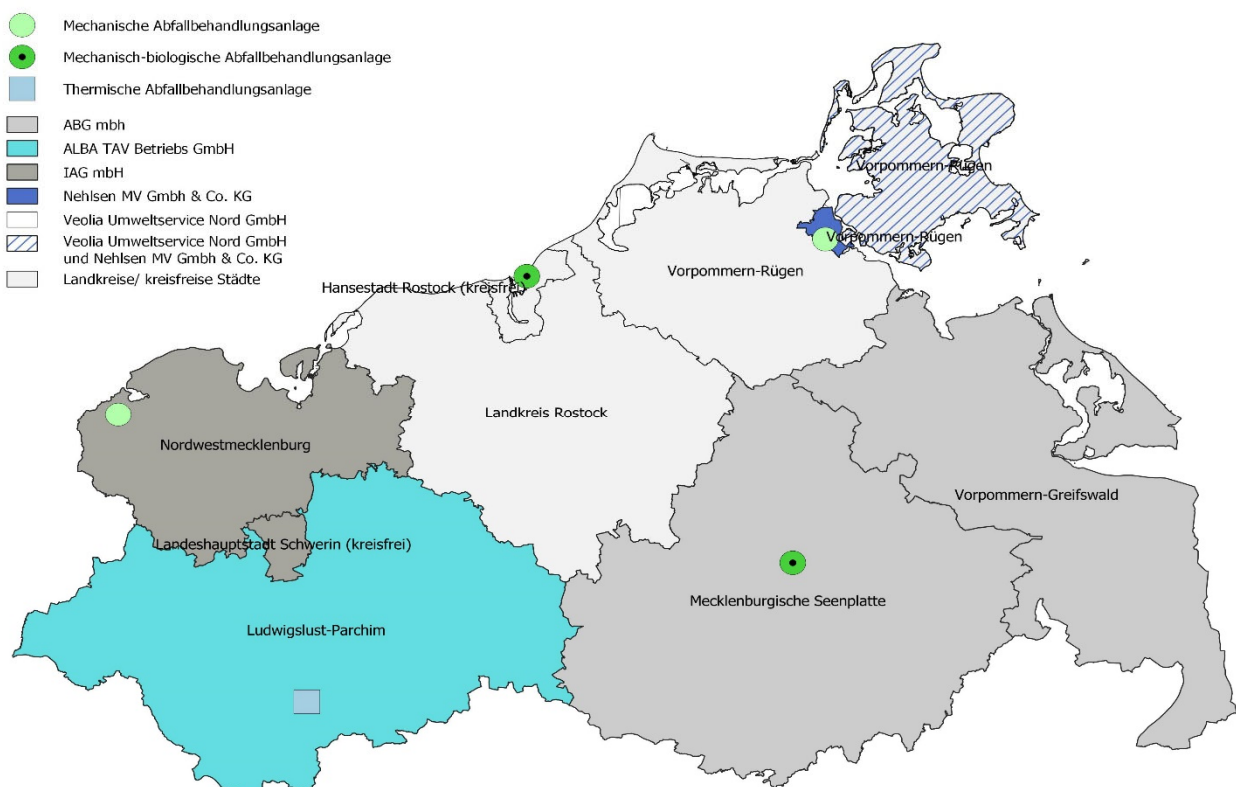 Mechanische Abfallbehandlungsanlage
Mechanisch-biologische Abfallbehandlungsanlage
Thermische Abfallbehandlungsanlage
ABG mbh
ALBA TAV Betriebs GmbH
IAG mbH
Nehlsen MV Gmbh & Co. KG
Veolia Umweltservice Nord GmbH
Veolia Umweltservice Nord GmbH
und Nehlsen MV Gmbh & Co. KG
Landkreise/ kreisfreise Städte
Vorpommern-Rügen
Vorpommern-Rügen
Vorpommern-Rügen
Hansestadt Rostock (kreisfrei)
Landkreis Rostock
Nordwestmecklenburg
Vorpommern-Greifswald
Landeshauptstadt Schwerin (kreisfrei)
Mecklenburgische Seenplatte
Ludwigslust-Parchim